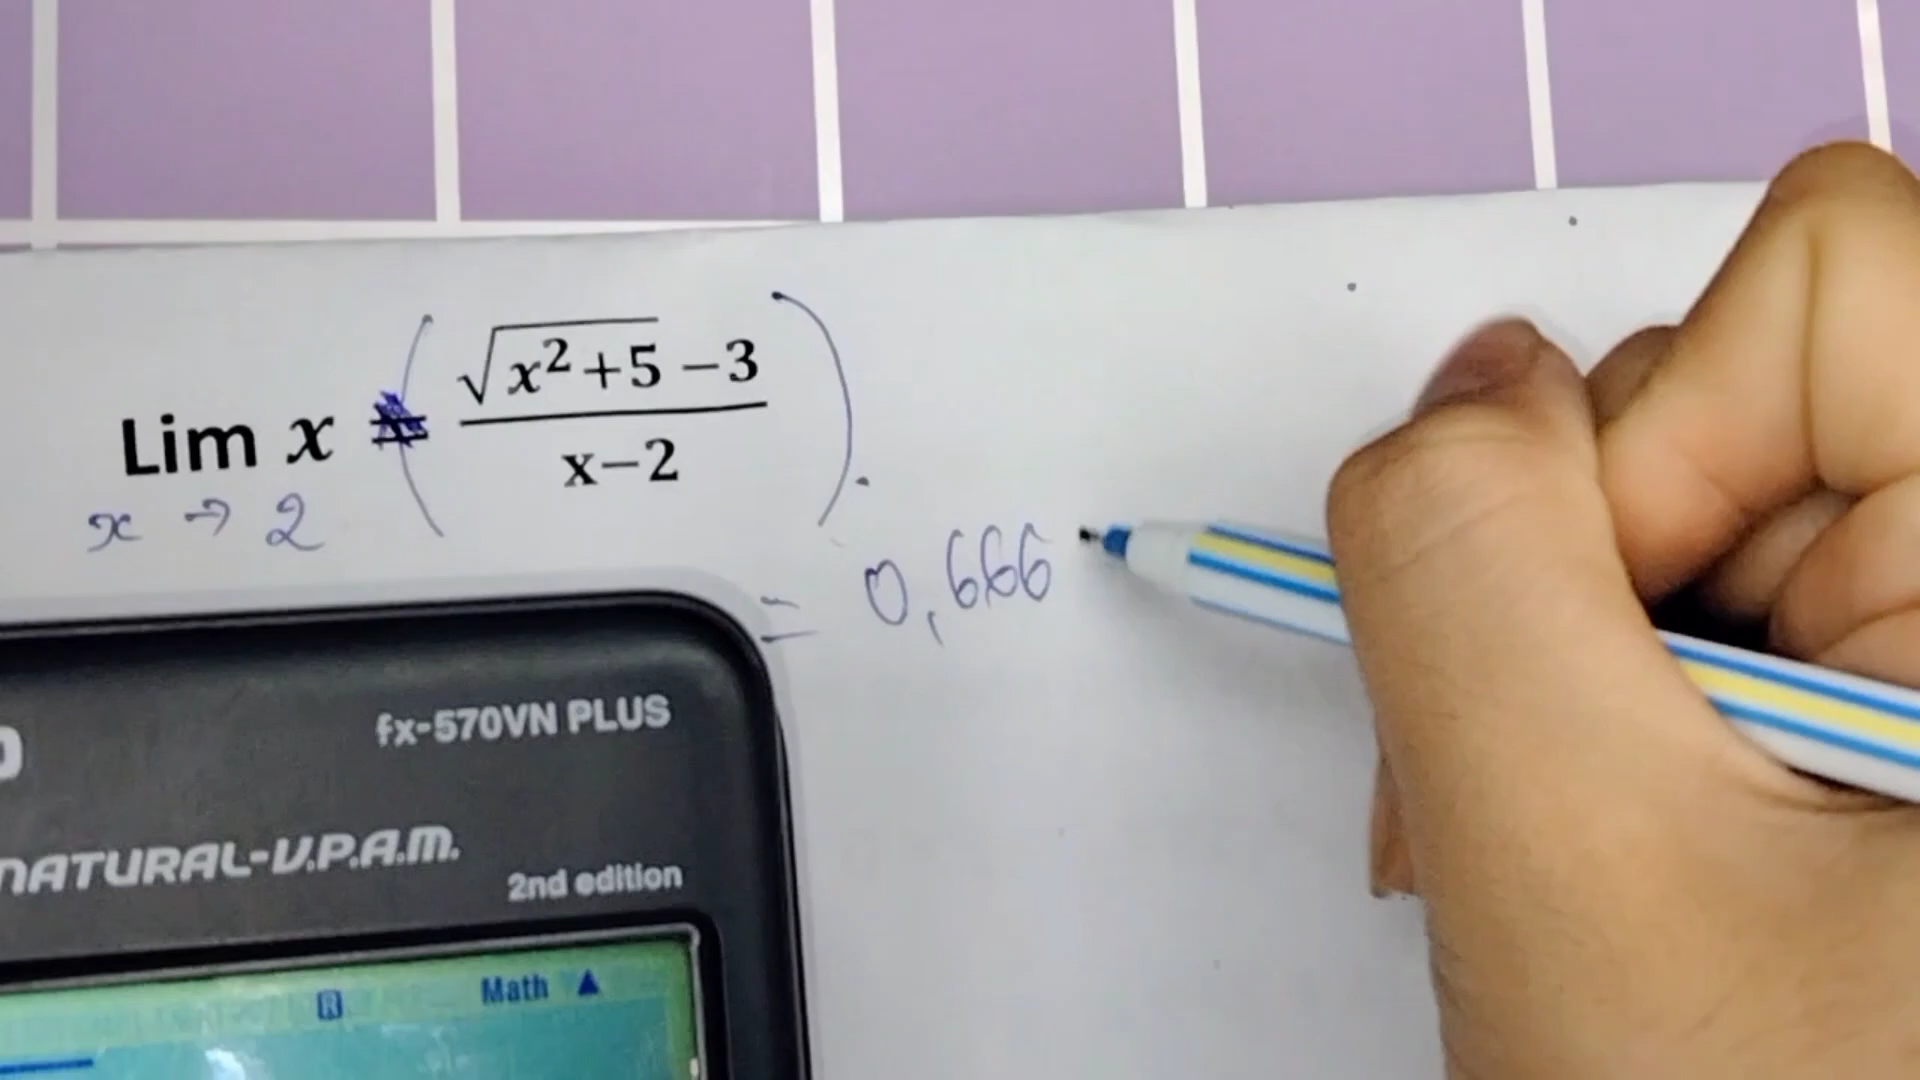 Lim x ( √x²+5 −3 / x−2 )
x → 2
= 0,666
fx-570VN PLUS
NATURAL-V.P.A.M.
2nd edition
R Math ▲